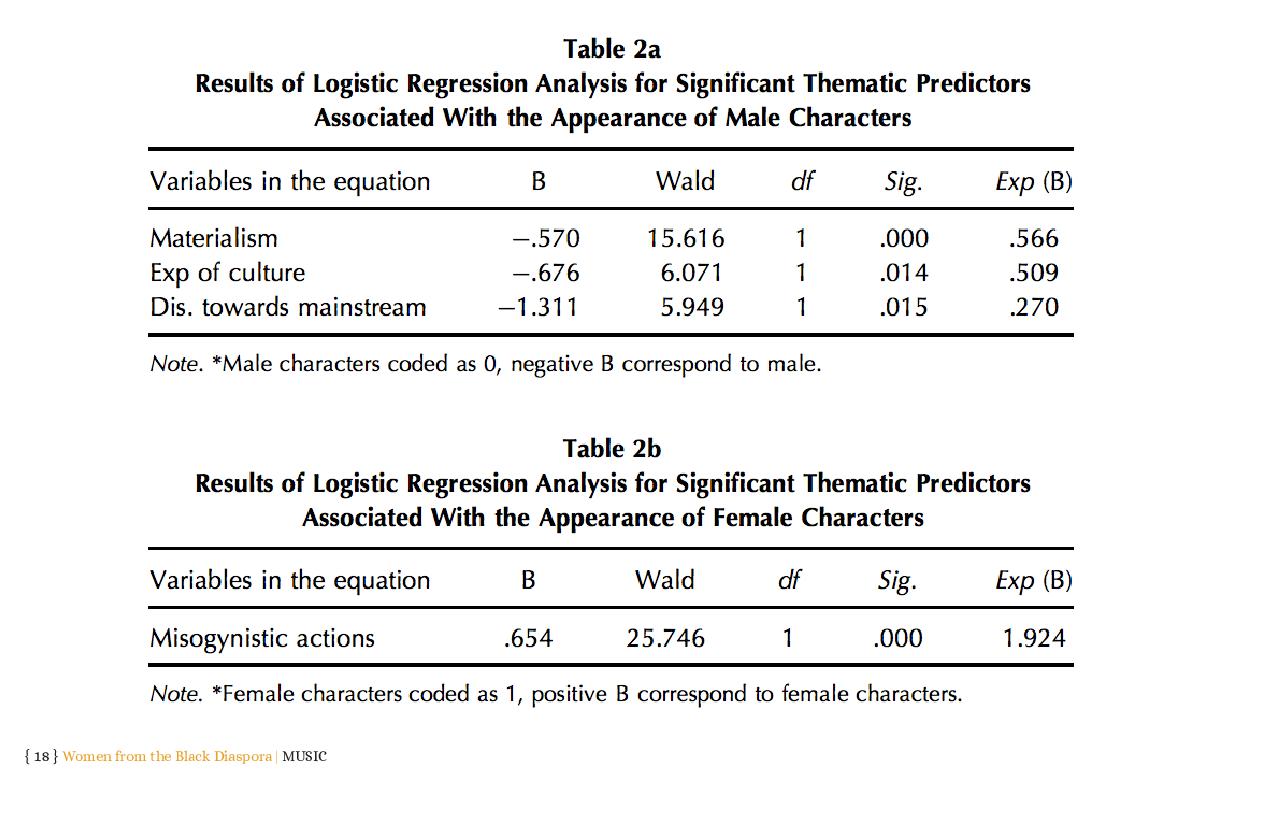 Table 2a
Results of Logistic Regression Analysis for Significant Thematic Predictors
Associated With the Appearance of Male Characters
Variables in the equation B Wald df Sig. Exp (B)
Materialism −.570 15.616 1 .000 .566
Exp of culture −.676 6.071 1 .014 .509
Dis. towards mainstream −1.311 5.949 1 .015 .270
Note. *Male characters coded as 0, negative B correspond to male.
Table 2b
Results of Logistic Regression Analysis for Significant Thematic Predictors
Associated With the Appearance of Female Characters
Variables in the equation B Wald df Sig. Exp (B)
Misogynistic actions .654 25.746 1 .000 1.924
Note. *Female characters coded as 1, positive B correspond to female characters.
{ 18 } Women from the Black Diaspora | MUSIC